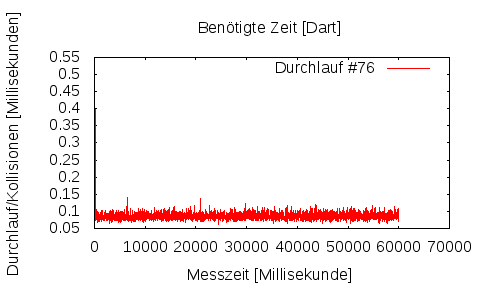 Benötigte Zeit [Dart]
Durchlauf/Kollisionen [Millisekunden]
0.55
0.5
0.45
0.4
0.35
0.3
0.25
0.2
0.15
0.1
0.05
Durchlauf #76
0 10000 20000 30000 40000 50000 60000 70000
Messzeit [Millisekunde]